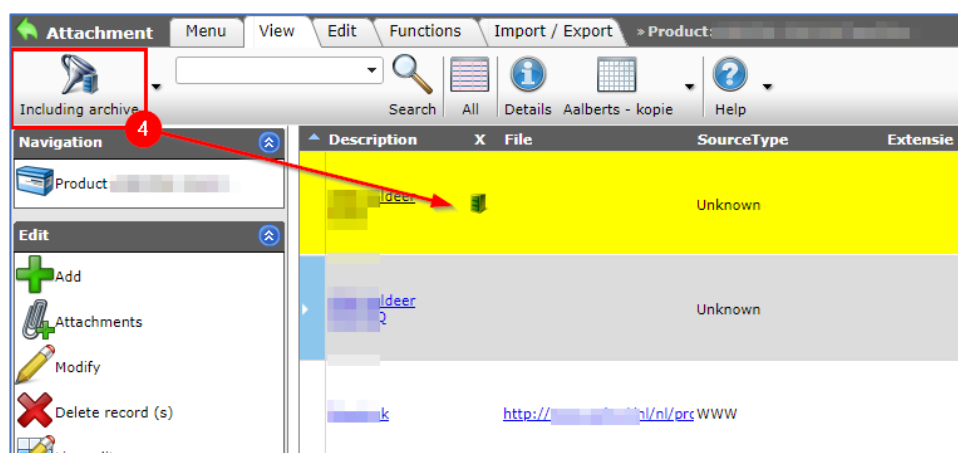 Attachment Menu View Edit Functions Import / Export » Product:
Including archive Search All Details Aalberts - kopie Help
4
Navigation
Product
Edit
Add
Attachments
Modify
Delete record (s)
Description X File SourceType Extensie
ldeer
Unknown
ldeer
Unknown
http:// nl/nl/prc WWW